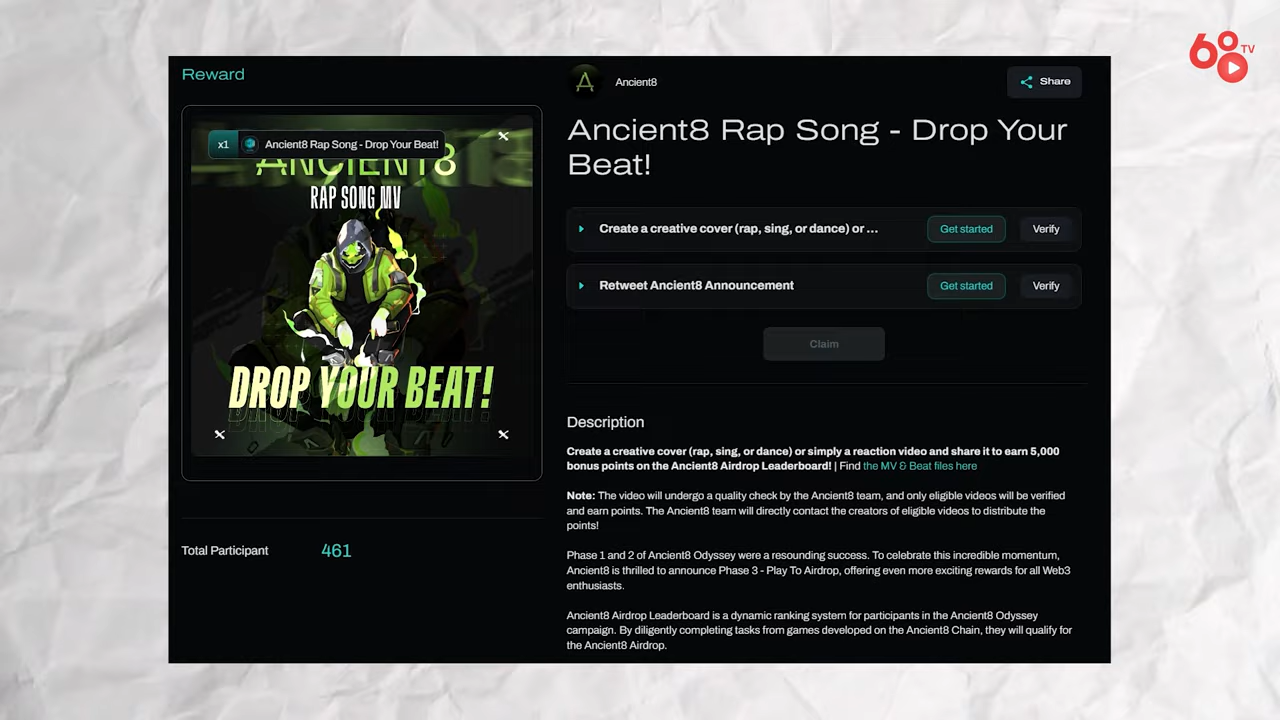 68 TV
Reward
x1 Ancient8 Rap Song - Drop Your Beat!
ANCIENT8
RAP SONG MV
DROP YOUR BEAT!
Total Participant 461
Ancient8
Share
Ancient8 Rap Song - Drop Your
Beat!
Create a creative cover (rap, sing, or dance) or ... Get started Verify
Retweet Ancient8 Announcement Get started Verify
Claim
Description
Create a creative cover (rap, sing, or dance) or simply a reaction video and share it to earn 5,000
bonus points on the Ancient8 Airdrop Leaderboard! | Find the MV & Beat files here
Note: The video will undergo a quality check by the Ancient8 team, and only eligible videos will be verified
and earn points. The Ancient8 team will directly contact the creators of eligible videos to distribute the
points!
Phase 1 and 2 of Ancient8 Odyssey were a resounding success. To celebrate this incredible momentum,
Ancient8 is thrilled to announce Phase 3 - Play To Airdrop, offering even more exciting rewards for all Web3
enthusiasts.
Ancient8 Airdrop Leaderboard is a dynamic ranking system for participants in the Ancient8 Odyssey
campaign. By diligently completing tasks from games developed on the Ancient8 Chain, they will qualify for
the Ancient8 Airdrop.